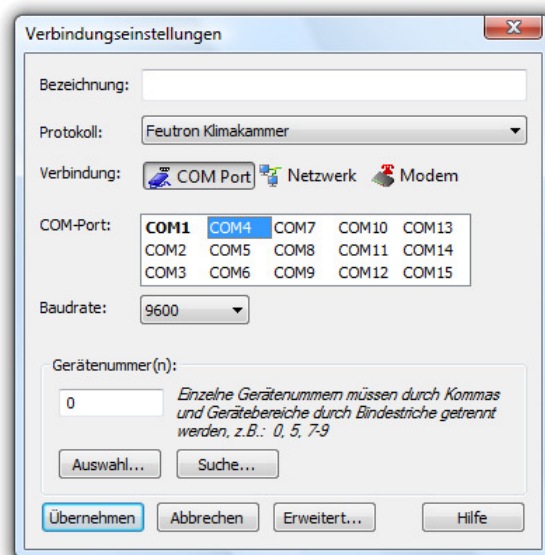 Verbindungseinstellungen
Bezeichnung:
Protokoll: Feutron Klimakammer
Verbindung: COM Port Netzwerk Modem
COM-Port: COM1 COM4 COM7 COM10 COM13
COM2 COM5 COM8 COM11 COM14
COM3 COM6 COM9 COM12 COM15
Baudrate: 9600
Gerätenummer(n):
0
Einzelne Gerätenummern müssen durch Kommas
und Gerätebereiche durch Bindestriche getrennt
werden, z.B.: 0, 5, 7-9
Auswahl... Suche...
Übernehmen Abbrechen Erweitert... Hilfe